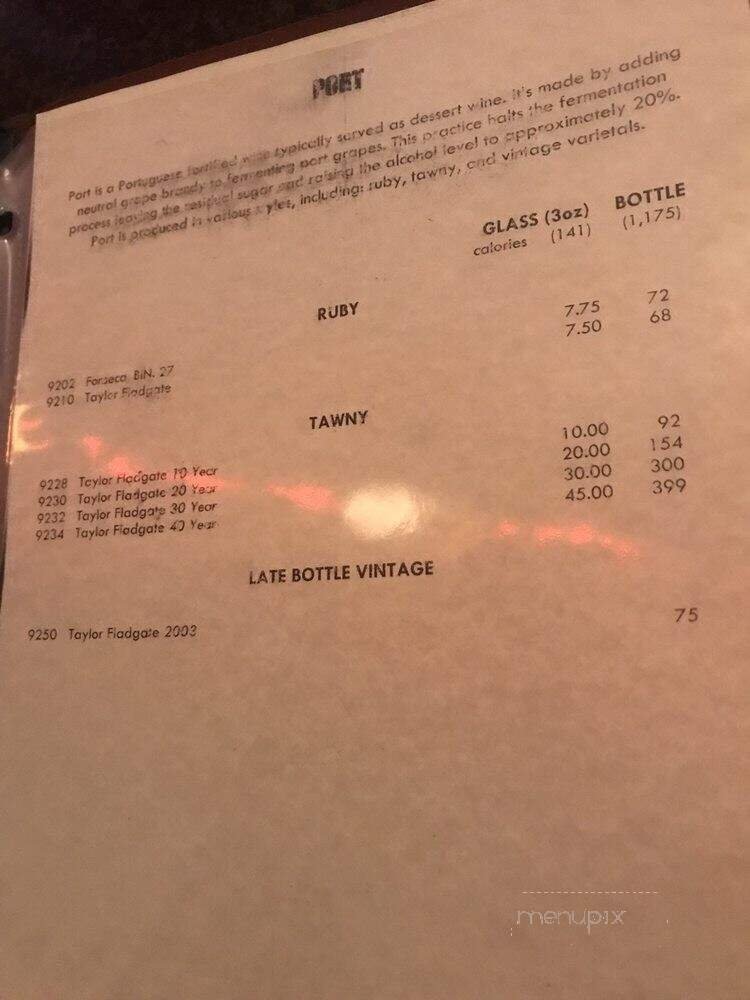 PORT
Port is a Portuguese fortified wine typically served as dessert wine. It's made by adding
neutral grape brandy to fermenting port grapes. This practice halts the fermentation
process leaving the residual sugar and raising the alcohol level to approximately 20%.
Port is produced in various styles, including: ruby, tawny, and vintage varietals.
GLASS (3oz) BOTTLE
calories (141) (1,175)
RUBY
9202 Fonseca BIN. 27 7.75 72
9210 Taylor Fladgate 7.50 68
TAWNY
9228 Taylor Fladgate 10 Year 10.00 92
9230 Taylor Fladgate 20 Year 20.00 154
9232 Taylor Fladgate 30 Year 30.00 300
9234 Taylor Fladgate 40 Year 45.00 399
LATE BOTTLE VINTAGE
9250 Taylor Fladgate 2003 75
menupix